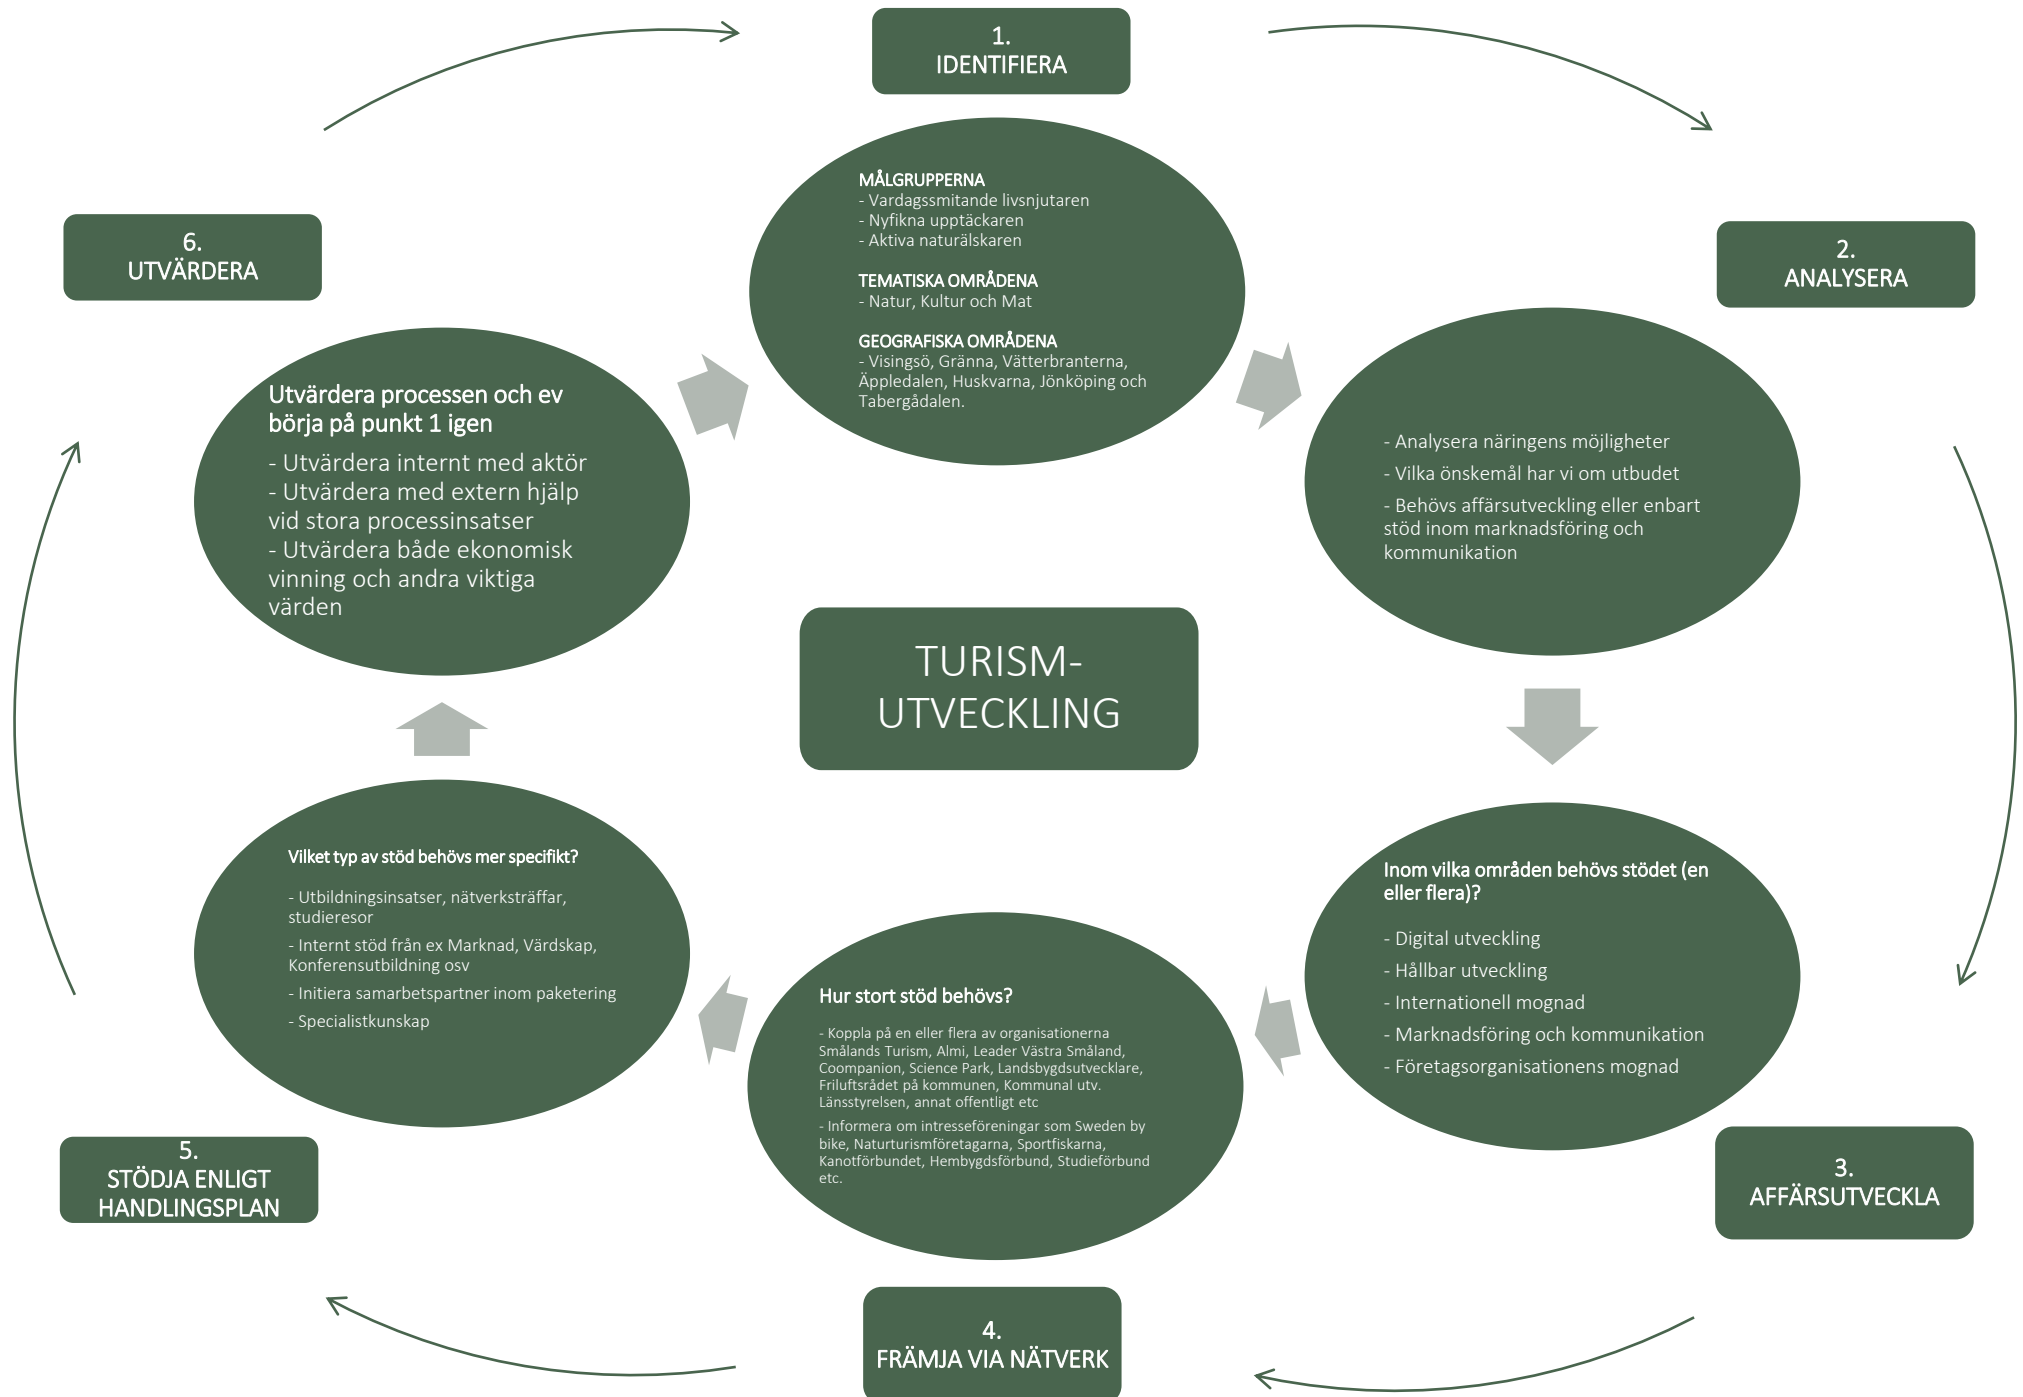 1.
IDENTIFIERA
MÅLGRUPPERNA
- Vardagssmitande livsnjutaren
- Nyfikna upptäckaren
- Aktiva naturälskaren
TEMATISKA OMRÅDENA
- Natur, Kultur och Mat
GEOGRAFISKA OMRÅDENA
- Visingsö, Gränna, Vätterbranterna,
Äppledalen, Huskvarna, Jönköping och
Tabergådalen.
2.
ANALYSERA
- Analysera näringens möjligheter
- Vilka önskemål har vi om utbudet
- Behövs affärsutveckling eller enbart
stöd inom marknadsföring och
kommunikation
TURISM-
UTVECKLING
Inom vilka områden behövs stödet (en
eller flera)?
- Digital utveckling
- Hållbar utveckling
- Internationell mognad
- Marknadsföring och kommunikation
- Företagsorganisationens mognad
3.
AFFÄRSUTVECKLA
Hur stort stöd behövs?
- Koppla på en eller flera av organisationerna
Smålands Turism, Almi, Leader Västra Småland,
Coompanion, Science Park, Landsbygdsutvecklare,
Friluftsrådet på kommunen, Kommunal utv.
Länsstyrelsen, annat offentligt etc
- Informera om intresseföreningar som Sweden by
bike, Naturturismföretagarna, Sportfiskarna,
Kanotförbundet, Hembygdsförbund, Studieförbund
etc.
4.
FRÄMJA VIA NÄTVERK
Vilket typ av stöd behövs mer specifikt?
- Utbildningsinsatser, nätverksträffar,
studieresor
- Internt stöd från ex Marknad, Värdskap,
Konferensutbildning osv
- Initiera samarbetspartner inom paketering
- Specialistkunskap
5.
STÖDJA ENLIGT
HANDLINGSPLAN
6.
UTVÄRDERA
Utvärdera processen och ev
börja på punkt 1 igen
- Utvärdera internt med aktör
- Utvärdera med extern hjälp
vid stora processinsatser
- Utvärdera både ekonomisk
vinning och andra viktiga
värden